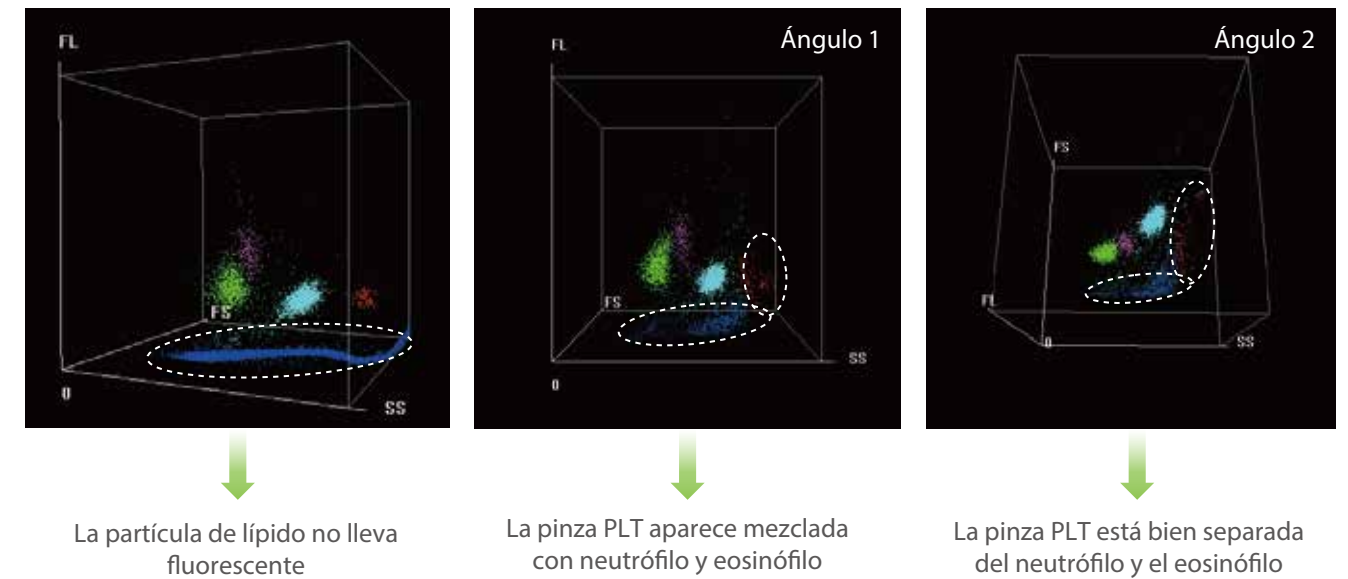 FL
FS
0
SS
Ángulo 1
FL
FS
SS
0
Ángulo 2
FS
FL
0
SS
La partícula de lípido no lleva
fluorescente
La pinza PLT aparece mezclada
con neutrófilo y eosinófilo
La pinza PLT está bien separada
del neutrófilo y el eosinófilo